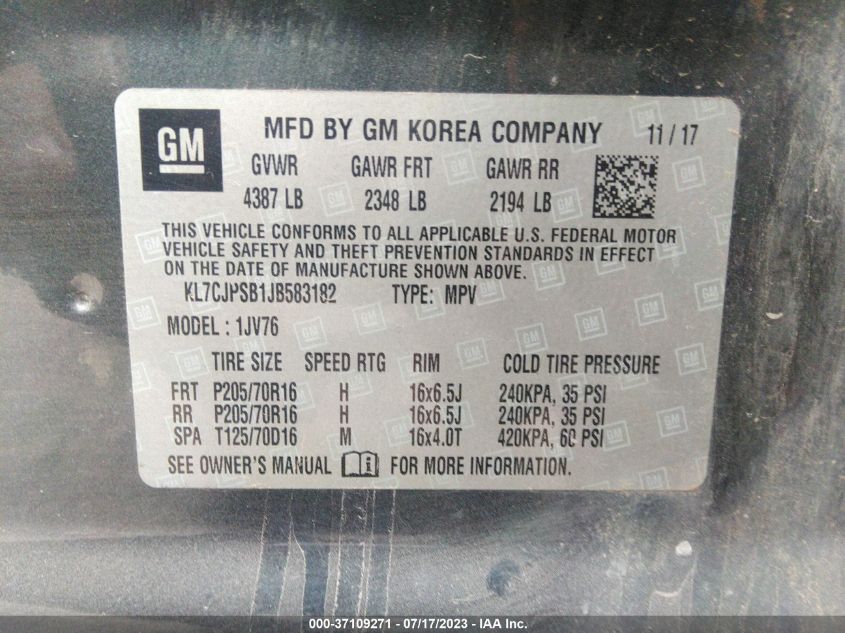 GM MFD BY GM KOREA COMPANY 11/17
GVWR GAWR FRT GAWR RR
4387 LB 2348 LB 2194 LB
THIS VEHICLE CONFORMS TO ALL APPLICABLE U.S. FEDERAL MOTOR
VEHICLE SAFETY AND THEFT PREVENTION STANDARDS IN EFFECT
ON THE DATE OF MANUFACTURE SHOWN ABOVE.
KL7CJPSB1JB583182 TYPE: MPV
MODEL : 1JV76
TIRE SIZE SPEED RTG RIM COLD TIRE PRESSURE
FRT P205/70R16 H 16x6.5J 240KPA, 35 PSI
RR P205/70R16 H 16x6.5J 240KPA, 35 PSI
SPA T125/70D16 M 16x4.0T 420KPA, 60 PSI
SEE OWNER'S MANUAL i FOR MORE INFORMATION.
000-37109271 - 07/17/2023 - IAA Inc.